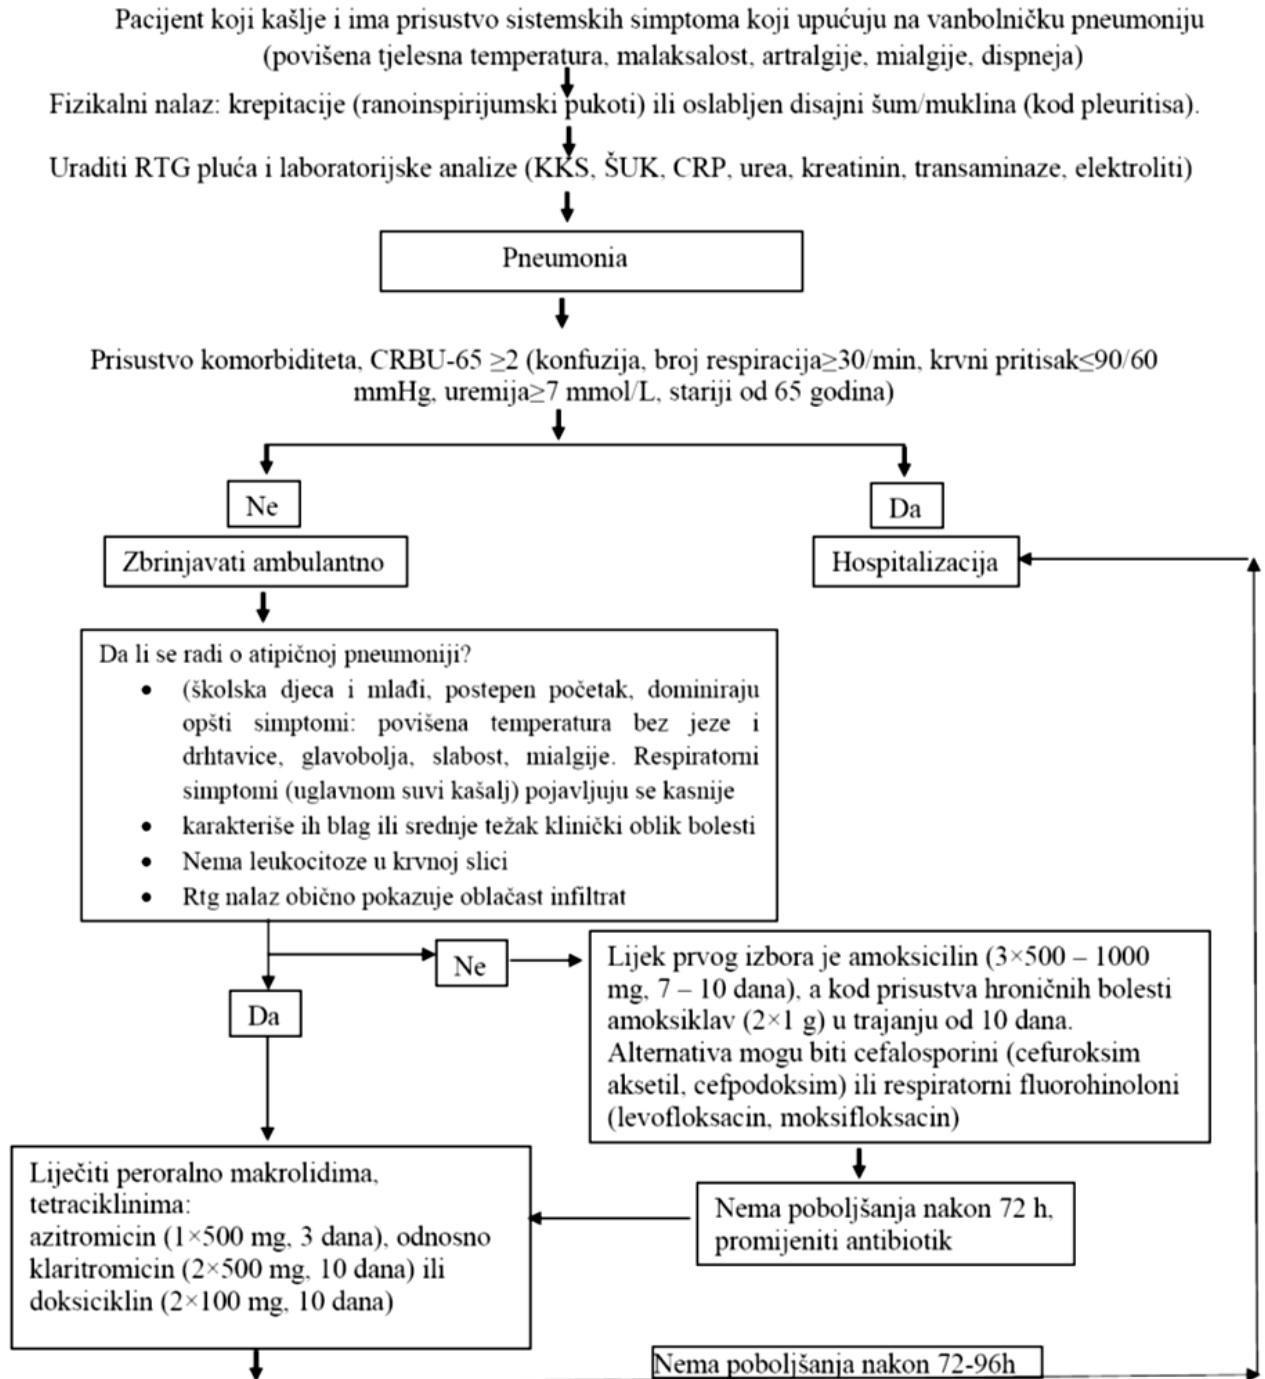 Pacijent koji kašlje i ima prisustvo sistemskih simptoma koji upućuju na vanbolničku pneumoniju
(povišena tjelesna temperatura, malaksalost, artralgije, mialgije, dispneja)
Fizikalni nalaz: krepitacije (ranoinspirijumski pukoti) ili oslabljen disajni šum/muklina (kod pleuritisa).
Uraditi RTG pluća i laboratorijske analize (KKS, ŠUK, CRP, urea, kreatinin, transaminaze, elektroliti)
Pneumonia
Prisustvo komorbiditeta, CRBU-65 ≥2 (konfuzija, broj respiracija≥30/min, krvni pritisak≤90/60
mmHg, uremija≥7 mmol/L, stariji od 65 godina)
Ne
Da
Zbrinjavati ambulantno
Hospitalizacija
Da li se radi o atipičnoj pneumoniji?
• (školska djeca i mlađi, postepen početak, dominiraju
opšti simptomi: povišena temperatura bez jeze i
drhtavice, glavobolja, slabost, mialgije. Respiratorni
simptomi (uglavnom suvi kašalj) pojavljuju se kasnije
• karakteriše ih blag ili srednje težak klinički oblik bolesti
• Nema leukocitoze u krvnoj slici
• Rtg nalaz obično pokazuje oblačast infiltrat
Ne
Lijek prvog izbora je amoksicilin (3×500 – 1000
mg, 7 – 10 dana), a kod prisustva hroničnih bolesti
amoksiklav (2×1 g) u trajanju od 10 dana.
Alternativa mogu biti cefalosporini (cefuroksim
aksetil, cefpodoksim) ili respiratorni fluorohinoloni
(levofloksacin, moksifloksacin)
Da
Liječiti peroralno makrolidima,
tetraciklinima:
azitromicin (1×500 mg, 3 dana), odnosno
klaritromicin (2×500 mg, 10 dana) ili
doksiciklin (2×100 mg, 10 dana)
Nema poboljšanja nakon 72 h,
promijeniti antibiotik
Nema poboljšanja nakon 72-96h